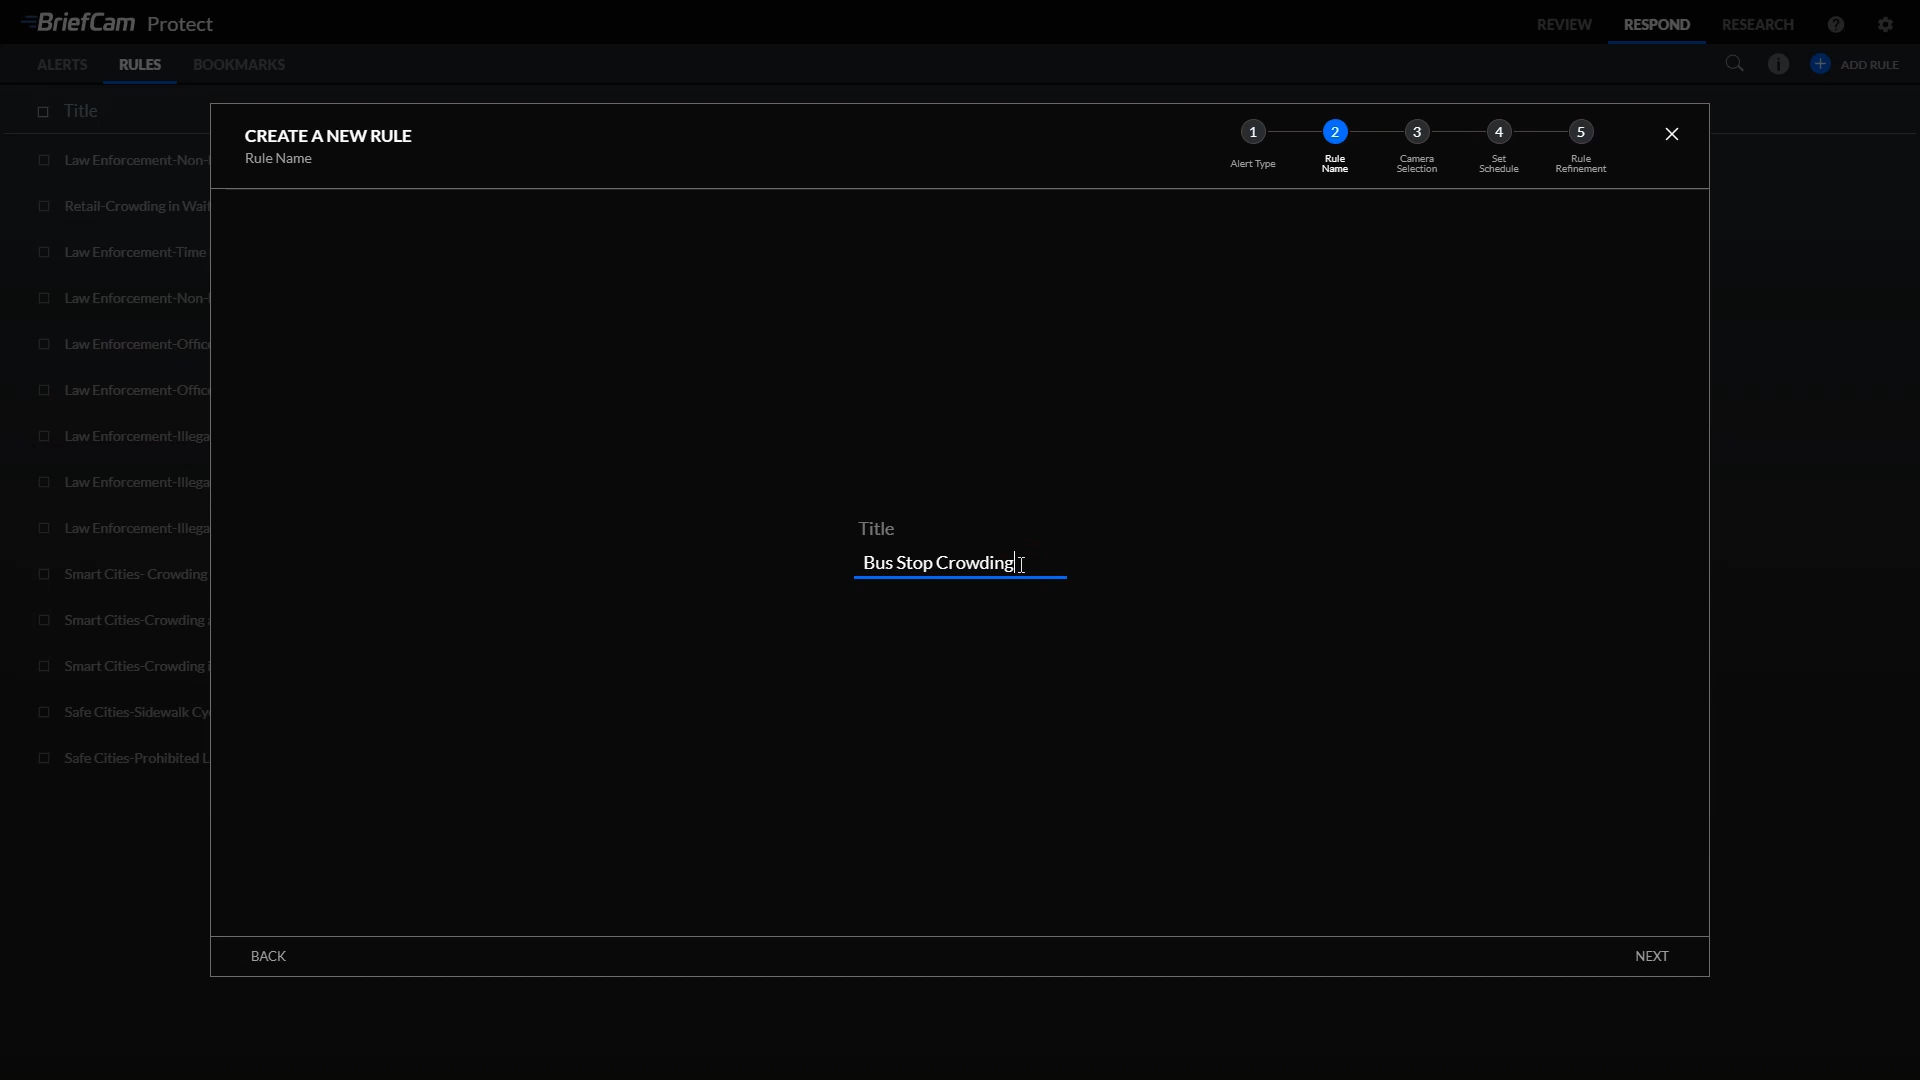 BriefCam Protect
REVIEW RESPOND RESEARCH ?
ALERTS RULES BOOKMARKS
i + ADD RULE
Title
CREATE A NEW RULE
Rule Name
1 2 3 4 5
Alert Type
Rule Name
Camera Selection
Set Schedule
Rule Refinement
Law Enforcement-Non-
Retail-Crowding in Wait
Law Enforcement-Time
Law Enforcement-Non-
Law Enforcement-Office
Law Enforcement-Office
Law Enforcement-Illega
Law Enforcement-Illega
Law Enforcement-Illega
Smart Cities- Crowding
Smart Cities-Crowding
Smart Cities-Crowding
Safe Cities-Sidewalk Cy
Safe Cities-Prohibited L
Title
Bus Stop Crowding
BACK
NEXT